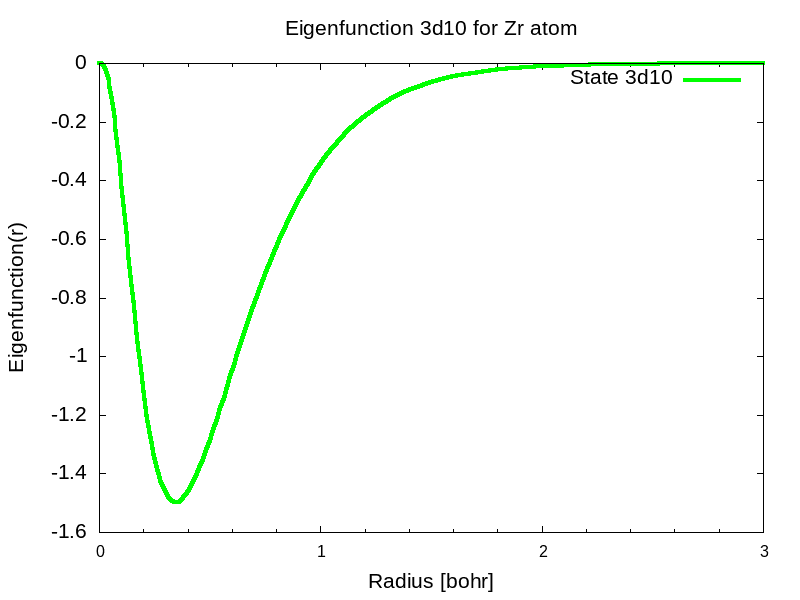 Eigenfunction 3d10 for Zr atom
State 3d10
0
-0.2
-0.4
-0.6
-0.8
-1
-1.2
-1.4
-1.6
Eigenfunction(r)
0 1 2 3
Radius [bohr]